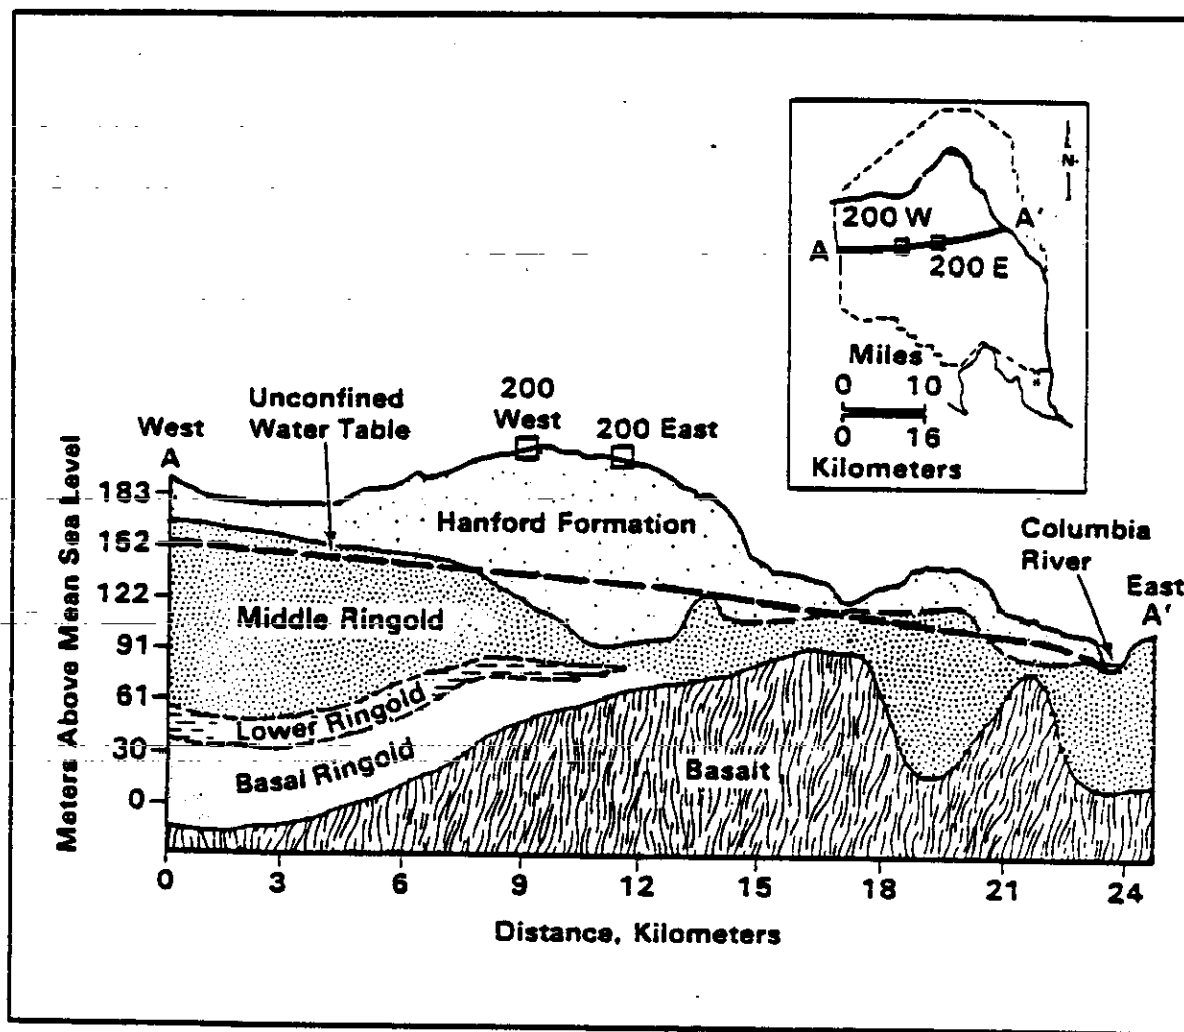 N
200 W
A'
A
200 E
Miles
0 10
0 16
Kilometers
200
West
200 East
Unconfined
Water Table
West
A
Columbia
River
East
A'
Meters Above Mean Sea Level
183
152
122
91
61
30
0
Hanford Formation
Middle Ringold
Lower Ringold
Basal Ringold
Basalt
0 3 6 9 12 15 18 21 24
Distance, Kilometers